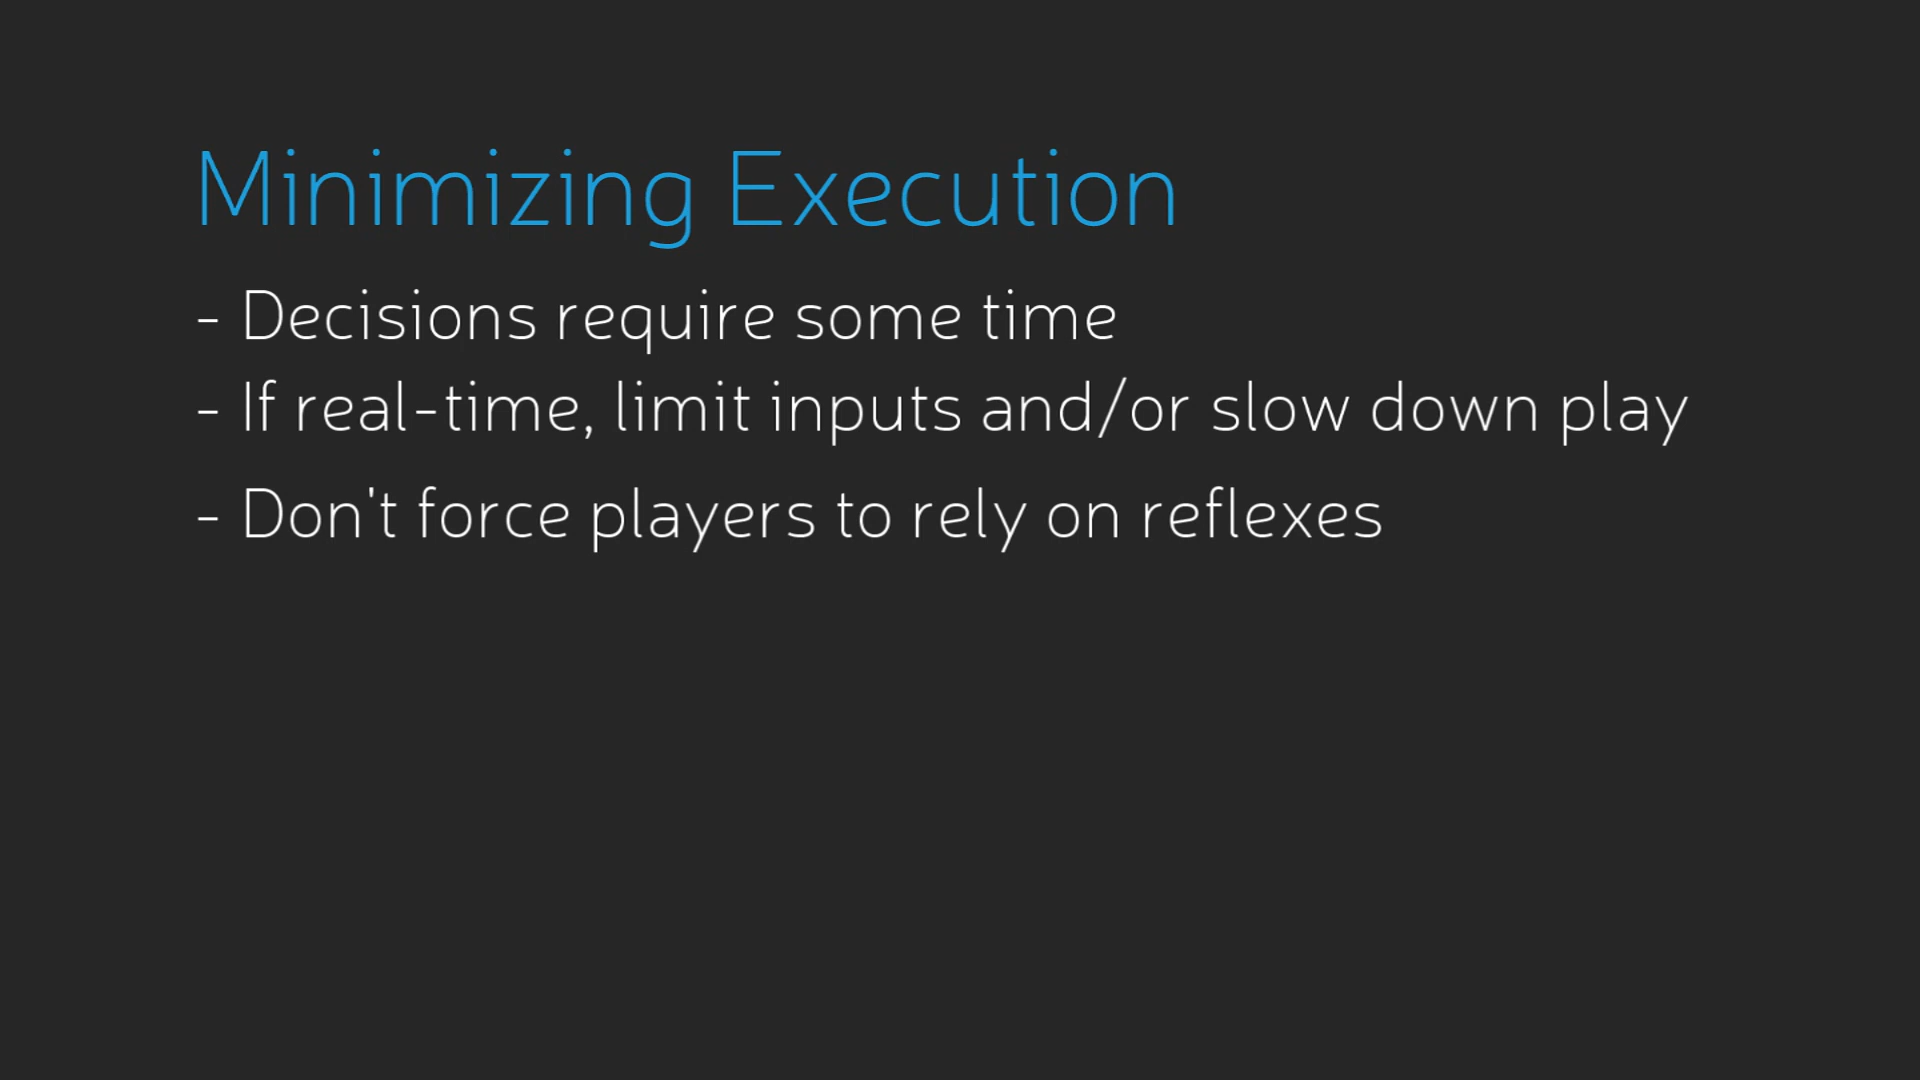 Minimizing Execution
- Decisions require some time
- If real-time, limit inputs and/or slow down play
- Don't force players to rely on reflexes